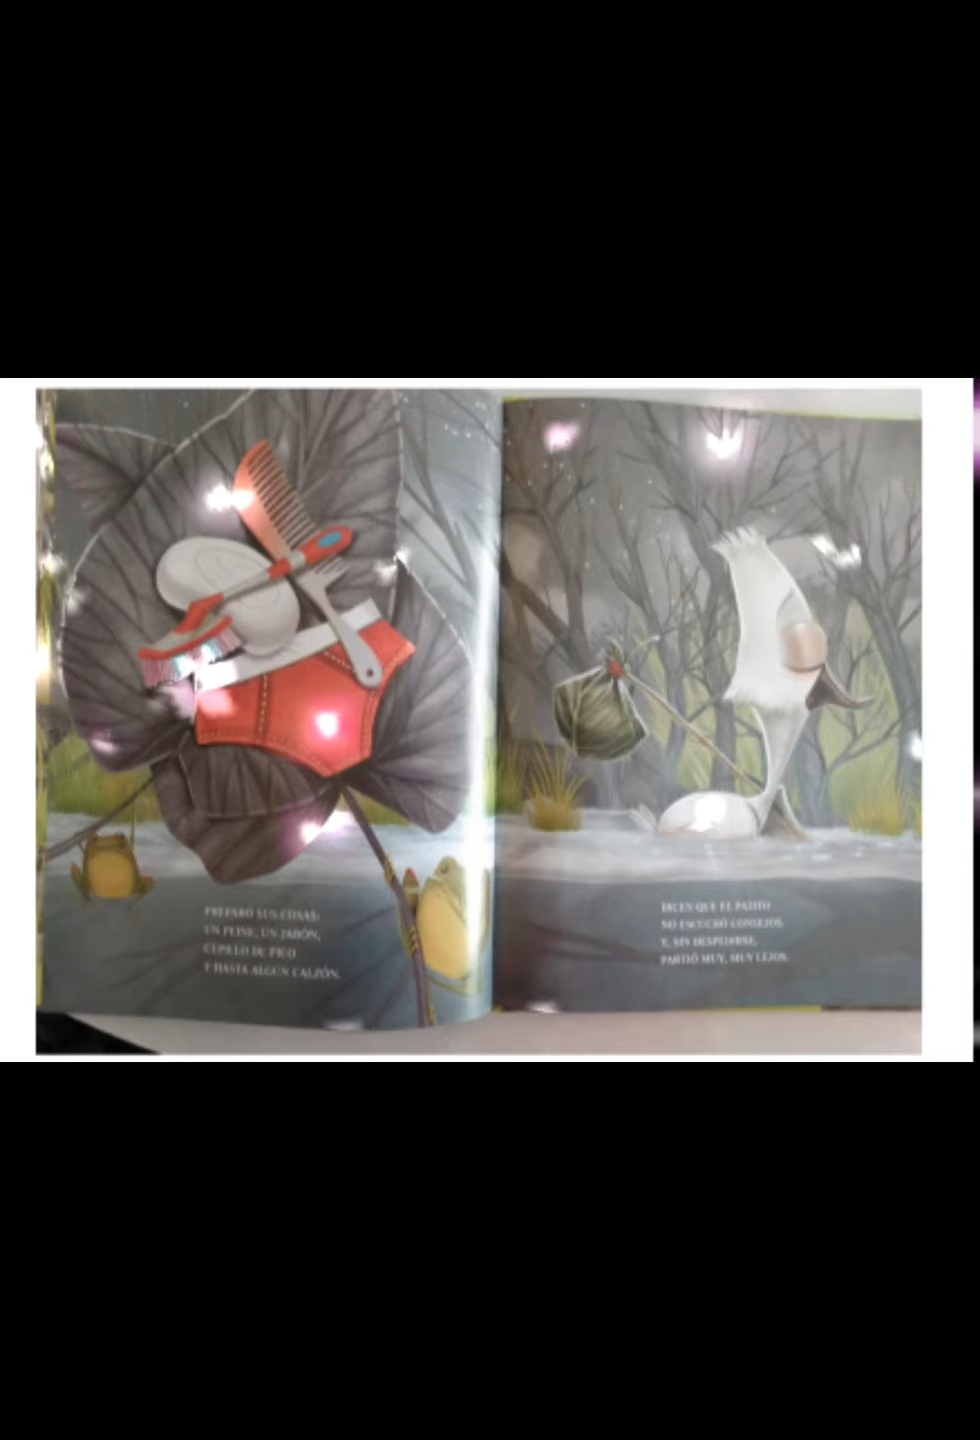 PREPARÓ SUS COSAS:
UN PEINE, UN JABÓN,
CEPILLO DE PICO
Y HASTA ALGÚN CALZÓN.
DICEN QUE EL PATITO
NO ESCUCHÓ CONSEJOS.
Y, SIN DESPEDIRSE,
PARTIÓ MUY, MUY LEJOS.